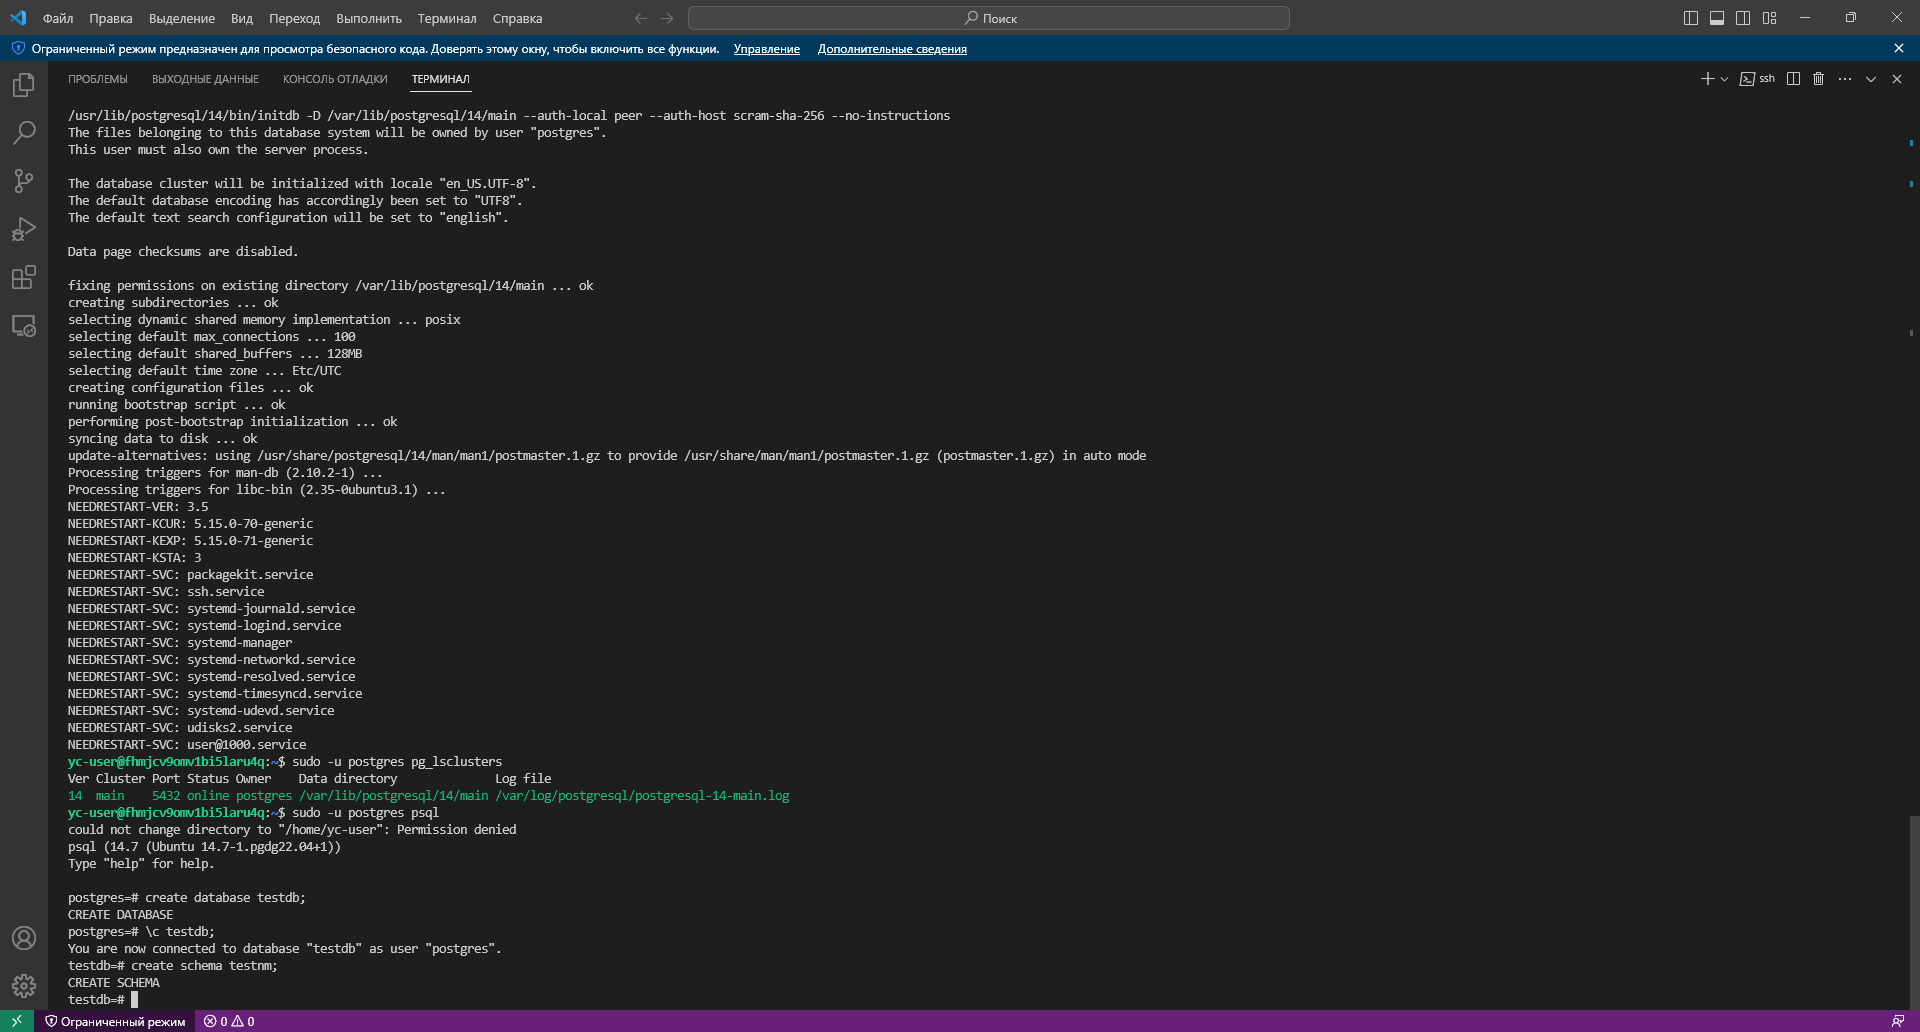 Файл Правка Выделение Вид Переход Выполнить Терминал Справка Поиск
Ограниченный режим предназначен для просмотра безопасного кода. Доверять этому окну, чтобы включить все функции. Управление Дополнительные сведения
ПРОБЛЕМЫ ВЫХОДНЫЕ ДАННЫЕ КОНСОЛЬ ОТЛАДКИ ТЕРМИНАЛ ssh
/usr/lib/postgresql/14/bin/initdb -D /var/lib/postgresql/14/main --auth-local peer --auth-host scram-sha-256 --no-instructions
The files belonging to this database system will be owned by user "postgres".
This user must also own the server process.
The database cluster will be initialized with locale "en_US.UTF-8".
The default database encoding has accordingly been set to "UTF8".
The default text search configuration will be set to "english".
Data page checksums are disabled.
fixing permissions on existing directory /var/lib/postgresql/14/main ... ok
creating subdirectories ... ok
selecting dynamic shared memory implementation ... posix
selecting default max_connections ... 100
selecting default shared_buffers ... 128MB
selecting default time zone ... Etc/UTC
creating configuration files ... ok
running bootstrap script ... ok
performing post-bootstrap initialization ... ok
syncing data to disk ... ok
update-alternatives: using /usr/share/postgresql/14/man/man1/postmaster.1.gz to provide /usr/share/man/man1/postmaster.1.gz (postmaster.1.gz) in auto mode
Processing triggers for man-db (2.10.2-1) ...
Processing triggers for libc-bin (2.35-0ubuntu3.1) ...
NEEDRESTART-VER: 3.5
NEEDRESTART-KCUR: 5.15.0-70-generic
NEEDRESTART-KEXP: 5.15.0-71-generic
NEEDRESTART-KSTA: 3
NEEDRESTART-SVC: packagekit.service
NEEDRESTART-SVC: ssh.service
NEEDRESTART-SVC: systemd-journald.service
NEEDRESTART-SVC: systemd-logind.service
NEEDRESTART-SVC: systemd-manager
NEEDRESTART-SVC: systemd-networkd.service
NEEDRESTART-SVC: systemd-resolved.service
NEEDRESTART-SVC: systemd-timesyncd.service
NEEDRESTART-SVC: systemd-udevd.service
NEEDRESTART-SVC: udisks2.service
NEEDRESTART-SVC: user@1000.service
yc-user@fhmjcv9omv1bi5laru4q:~$ sudo -u postgres pg_lsclusters
Ver Cluster Port Status Owner    Data directory              Log file
14  main    5432 online postgres /var/lib/postgresql/14/main /var/log/postgresql/postgresql-14-main.log
yc-user@fhmjcv9omv1bi5laru4q:~$ sudo -u postgres psql
could not change directory to "/home/yc-user": Permission denied
psql (14.7 (Ubuntu 14.7-1.pgdg22.04+1))
Type "help" for help.
postgres=# create database testdb;
CREATE DATABASE
postgres=# \c testdb;
You are now connected to database "testdb" as user "postgres".
testdb=# create schema testnm;
CREATE SCHEMA
testdb=#
Ограниченный режим 0 0